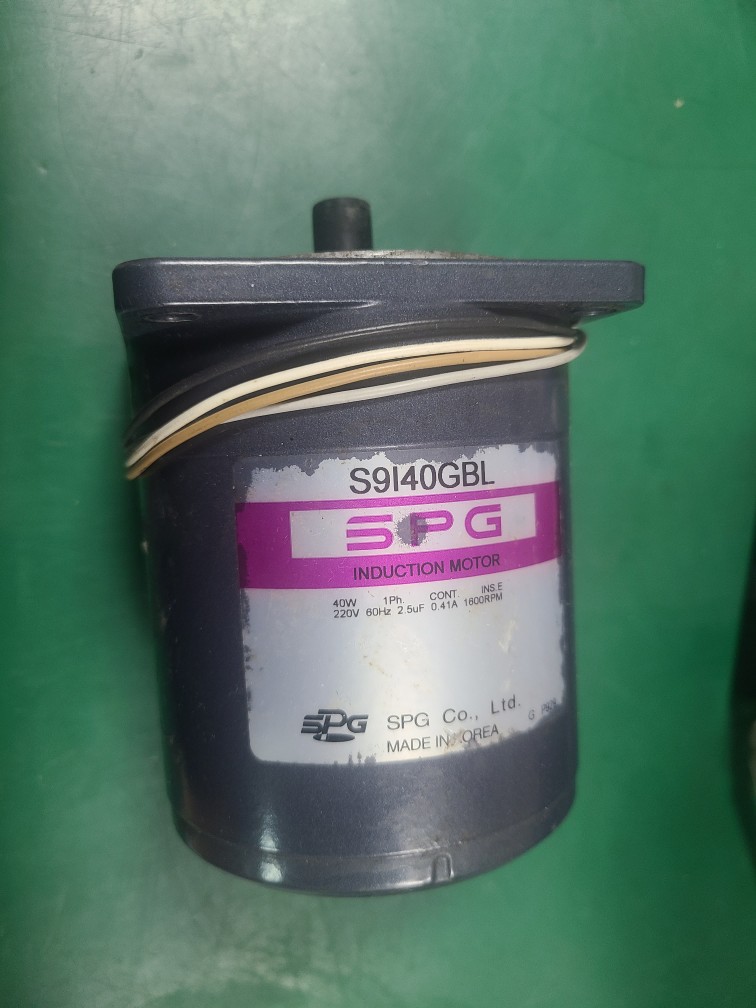 S9I40GBL
SPG
INDUCTION MOTOR
40W 1Ph. CONT. INS.E
220V 60Hz 2.5uF 0.41A 1600RPM
SPG SPG Co., Ltd.
MADE IN OREA
G